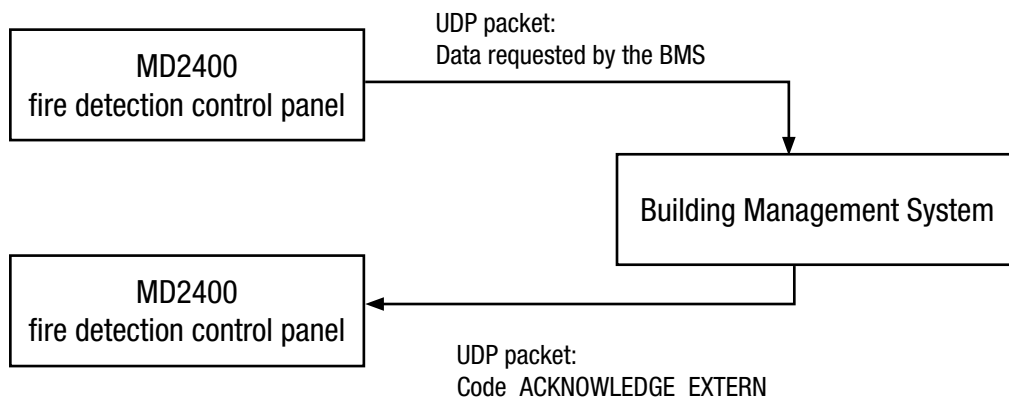 UDP packet:
Data requested by the BMS
MD2400
fire detection control panel
Building Management System
MD2400
fire detection control panel
UDP packet:
Code ACKNOWLEDGE EXTERN